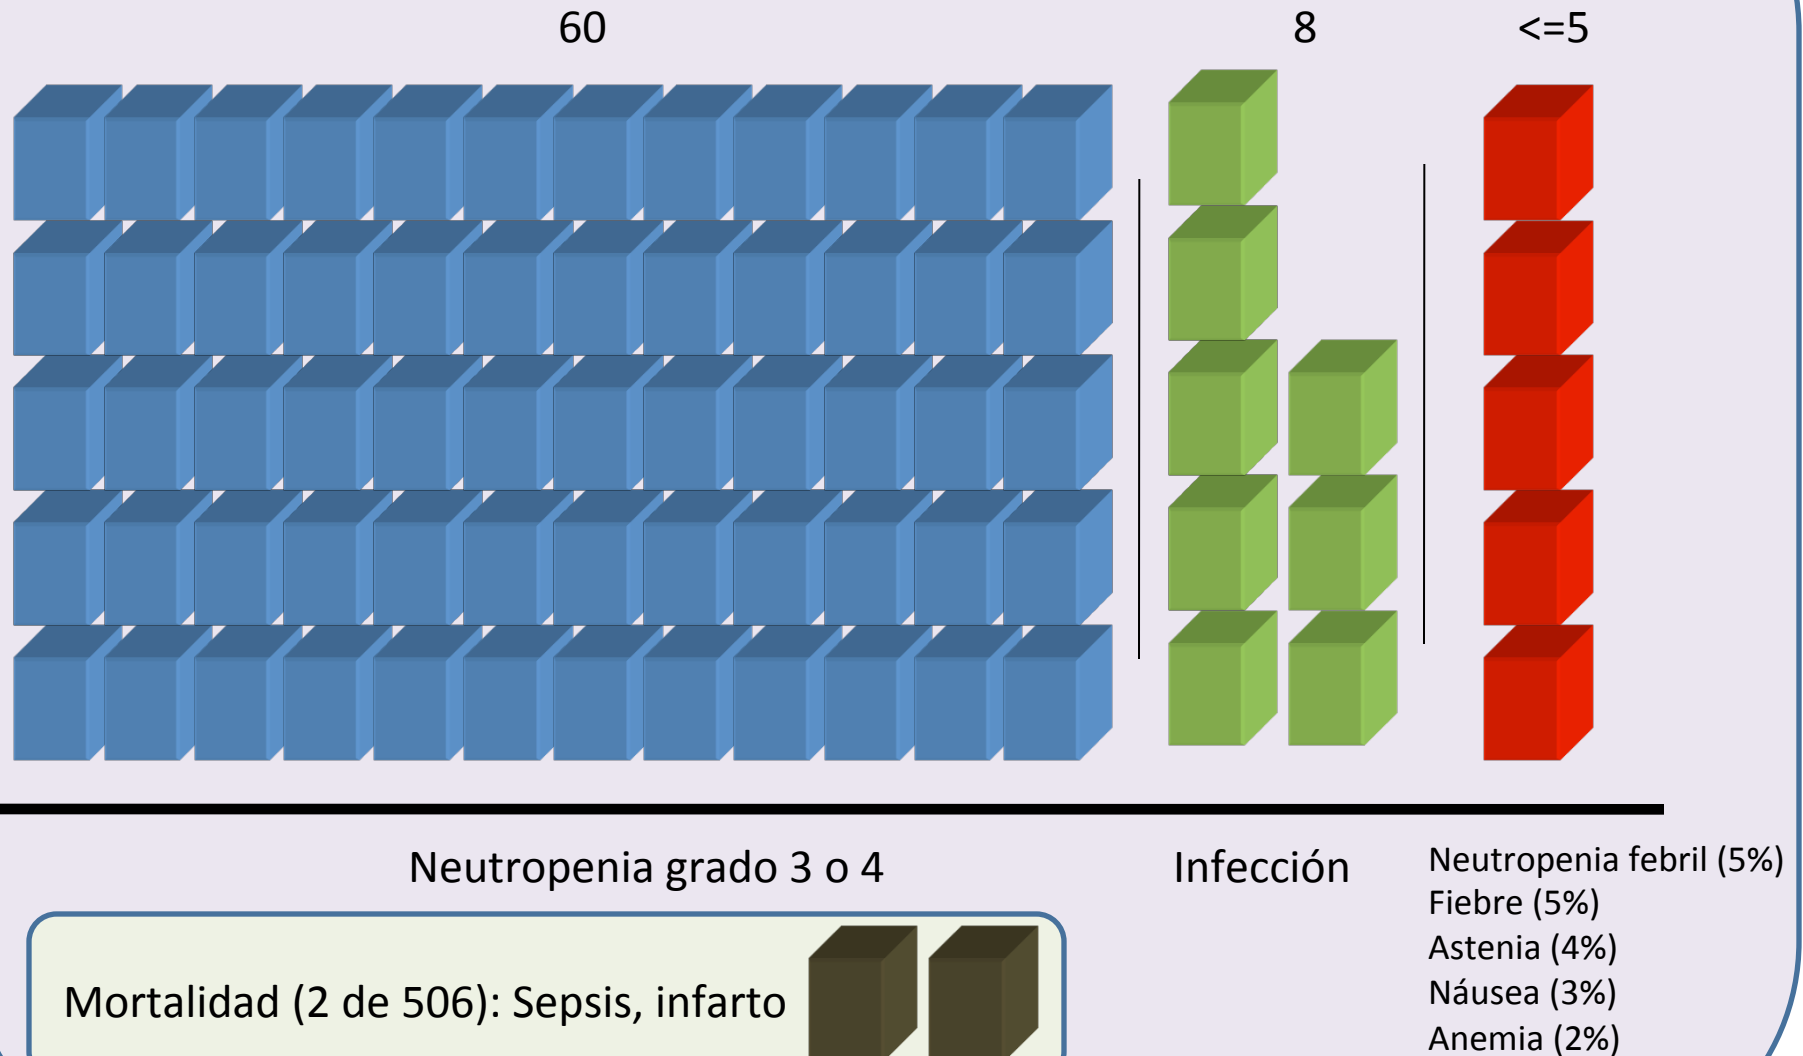 60
8
<=5
Neutropenia grado 3 o 4
Infección
Neutropenia febril (5%)
Fiebre (5%)
Astenia (4%)
Náusea (3%)
Anemia (2%)
Mortalidad (2 de 506): Sepsis, infarto